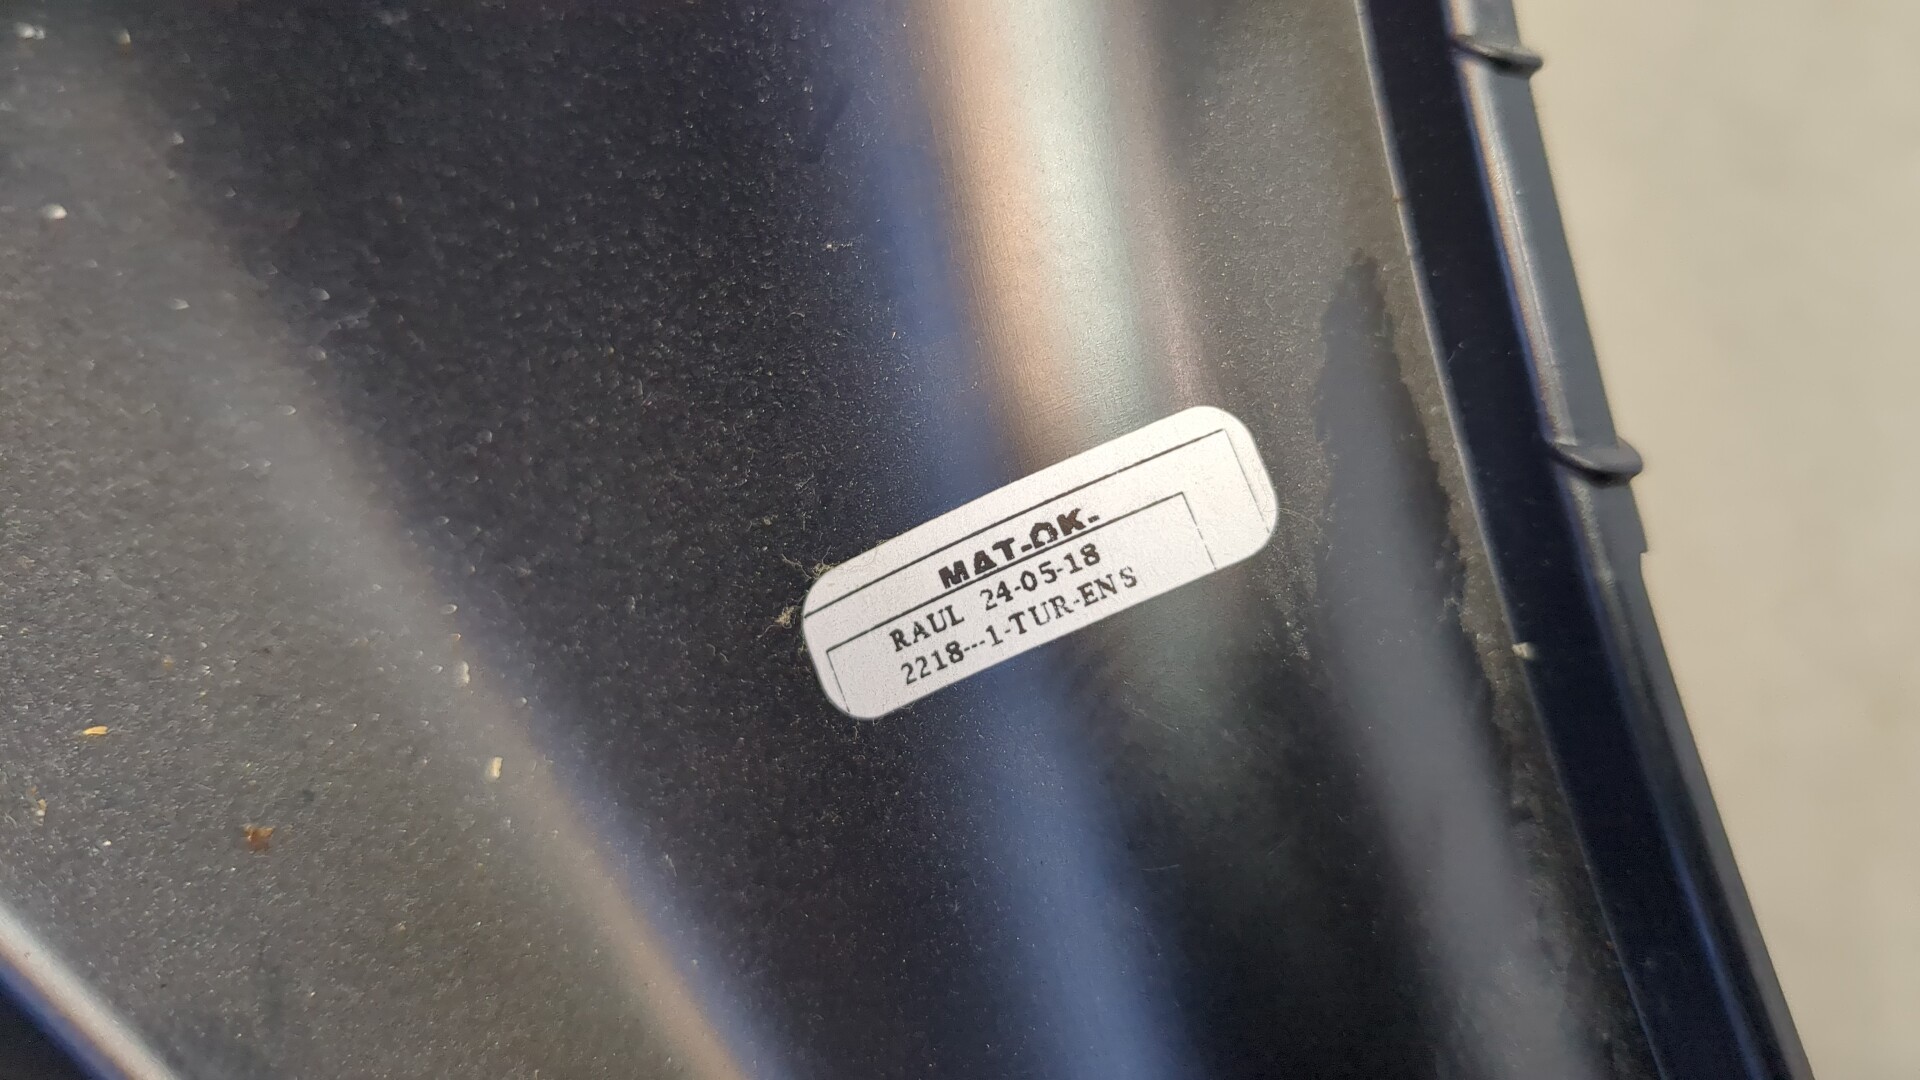 MAT-OK-
RAUL 24-05-18
2218---1-TUR-ENS